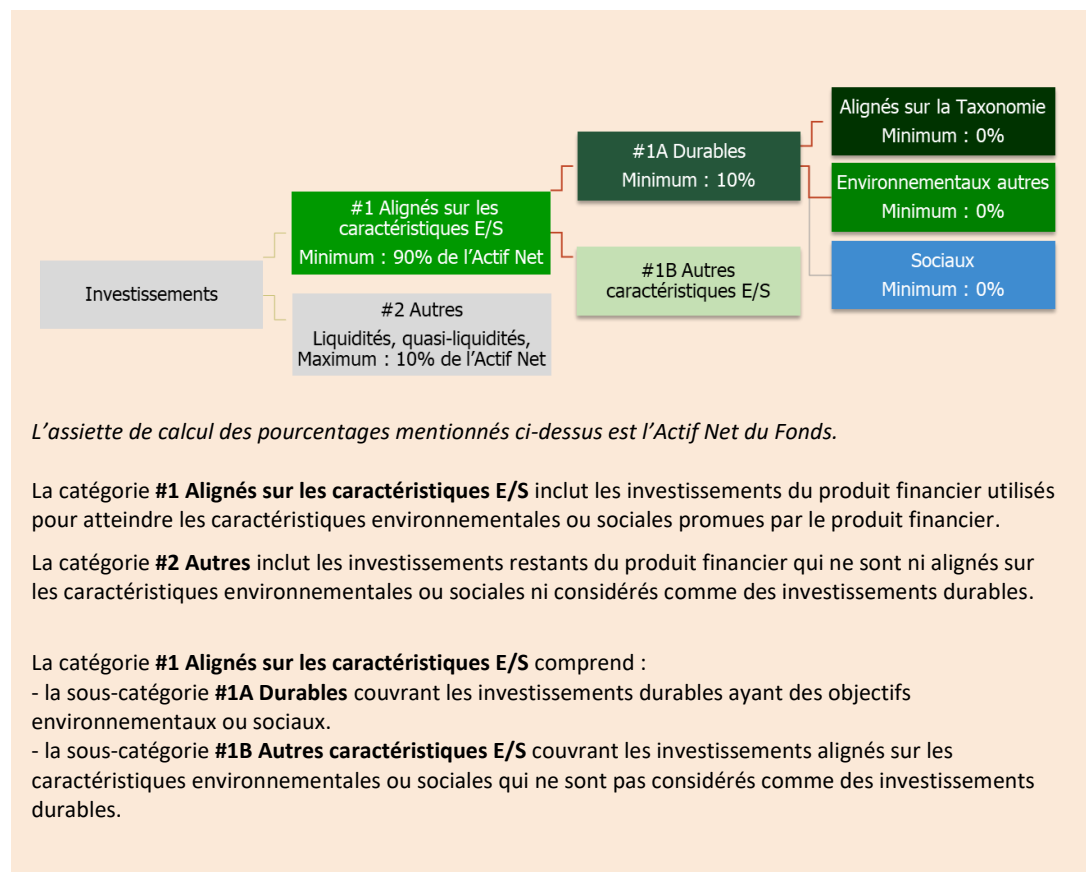 Investissements
#1 Alignés sur les
caractéristiques E/S
Minimum : 90% de l’Actif Net
#2 Autres
Liquidités, quasi-liquidités,
Maximum : 10% de l’Actif Net
#1A Durables
Minimum : 10%
#1B Autres
caractéristiques E/S
Alignés sur la Taxonomie
Minimum : 0%
Environnementaux autres
Minimum : 0%
Sociaux
Minimum : 0%
L’assiette de calcul des pourcentages mentionnés ci-dessus est l’Actif Net du Fonds.
La catégorie #1 Alignés sur les caractéristiques E/S inclut les investissements du produit financier utilisés
pour atteindre les caractéristiques environnementales ou sociales promues par le produit financier.
La catégorie #2 Autres inclut les investissements restants du produit financier qui ne sont ni alignés sur
les caractéristiques environnementales ou sociales ni considérés comme des investissements durables.
La catégorie #1 Alignés sur les caractéristiques E/S comprend :
- la sous-catégorie #1A Durables couvrant les investissements durables ayant des objectifs
environnementaux ou sociaux.
- la sous-catégorie #1B Autres caractéristiques E/S couvrant les investissements alignés sur les
caractéristiques environnementales ou sociales qui ne sont pas considérés comme des investissements
durables.